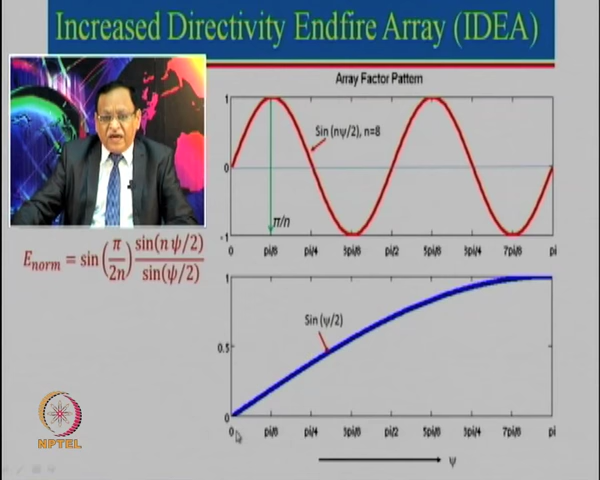 Increased Directivity Endfire Array (IDEA)
Array Factor Pattern
1
0
-1
Sin (nψ/2), n=8
π/n
0 pi/8 pi/4 3pi/8 pi/2 5pi/8 pi/4 7pi/8 pi
E_norm = sin(π/2n) sin(n ψ/2)/sin(ψ/2)
1
0.5
0
Sin (ψ/2)
0 pi/8 pi/4 3pi/8 pi/2 5pi/8 pi/4 7pi/8 pi
ψ
NPTEL